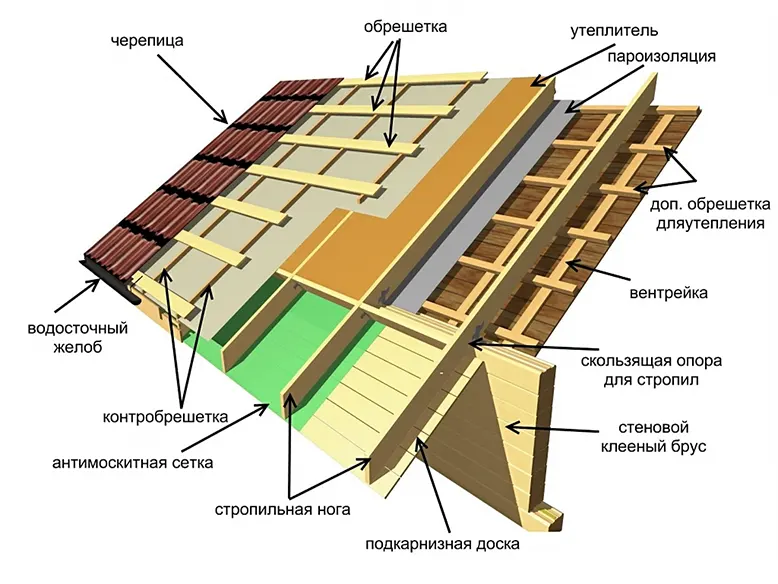 обрешетка
утеплитель
черепица
пароизоляция
доп. обрешетка
дляутепления
вентрейка
водосточный
желоб
скользящая опора
для стропил
контробрешетка
стеновой
клееный брус
антимоскитная сетка
стропильная нога
подкарнизная доска